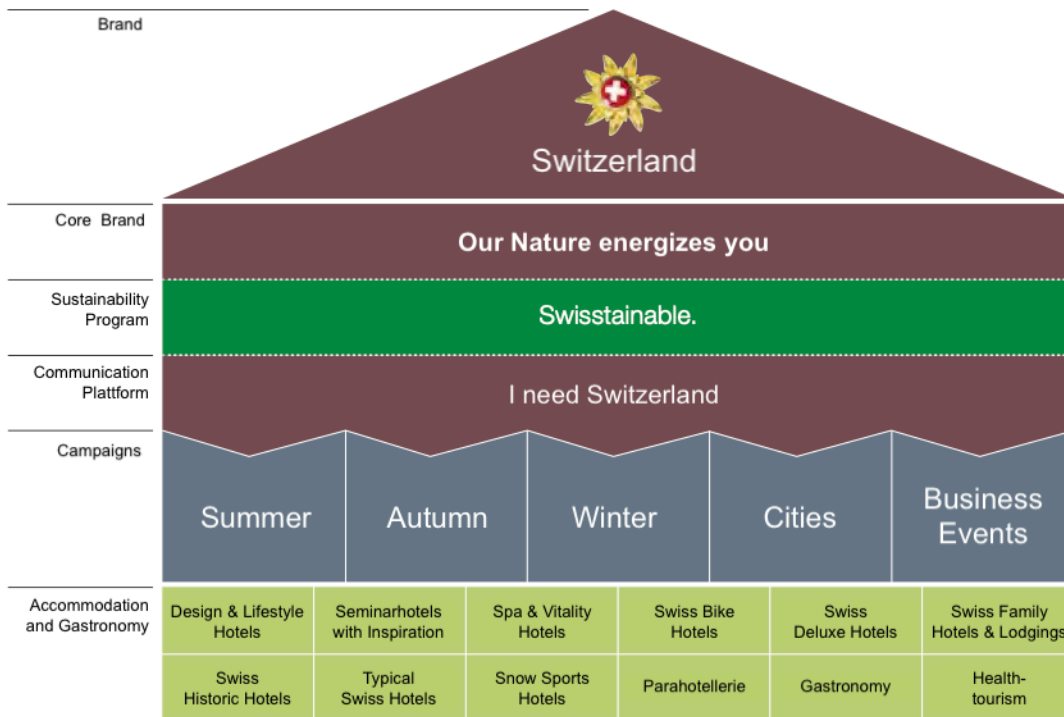 Brand
Switzerland
Core Brand
Our Nature energizes you
Sustainability
Program
Swisstainable.
Communication
Plattform
I need Switzerland
Campaigns
Summer
Autumn
Winter
Cities
Business
Events
Accommodation
and Gastronomy
Design & Lifestyle
Hotels
Seminarhotels
with Inspiration
Spa & Vitality
Hotels
Swiss Bike
Hotels
Swiss
Deluxe Hotels
Swiss Family
Hotels & Lodgings
Swiss
Historic Hotels
Typical
Swiss Hotels
Snow Sports
Hotels
Parahotellerie
Gastronomy
Health-
tourism